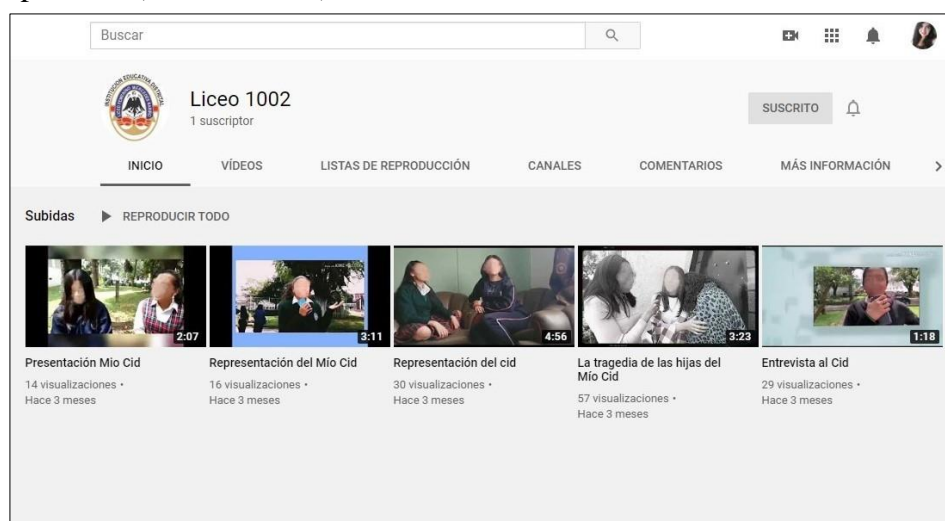 Buscar
Liceo 1002
1 suscriptor
SUSCRITO
INICIO
VÍDEOS
LISTAS DE REPRODUCCIÓN
CANALES
COMENTARIOS
MÁS INFORMACIÓN
Subidas
REPRODUCIR TODO
2:07
3:11
4:56
3:23
1:18
Presentación Mio Cid
14 visualizaciones •
Hace 3 meses
Representación del Mío Cid
16 visualizaciones •
Hace 3 meses
Representación del cid
30 visualizaciones •
Hace 3 meses
La tragedia de las hijas del
Mío Cid
57 visualizaciones •
Hace 3 meses
Entrevista al Cid
29 visualizaciones •
Hace 3 meses